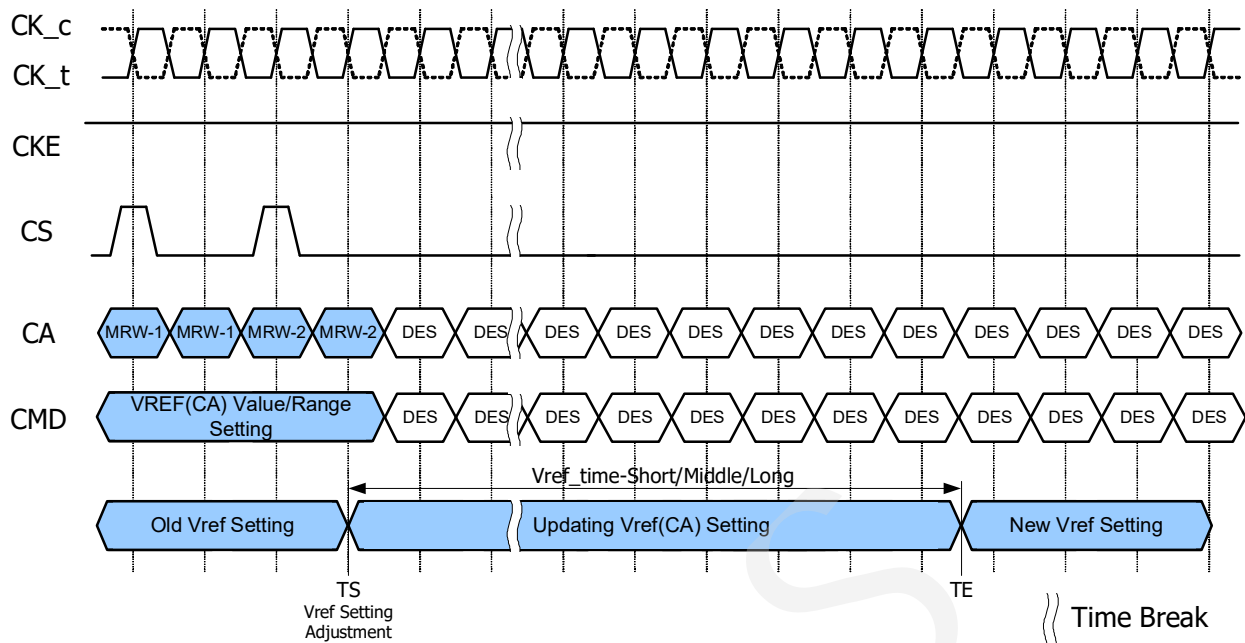 CK_c
CK_t
CKE
CS
CA MRW-1 MRW-1 MRW-2 MRW-2 DES DES DES DES DES DES DES DES DES DES DES DES
CMD VREF(CA) Value/Range Setting DES DES DES DES DES DES DES DES DES DES DES DES
Vref_time-Short/Middle/Long
Old Vref Setting Updating Vref(CA) Setting New Vref Setting
TS TE
Vref Setting
Adjustment
Time Break